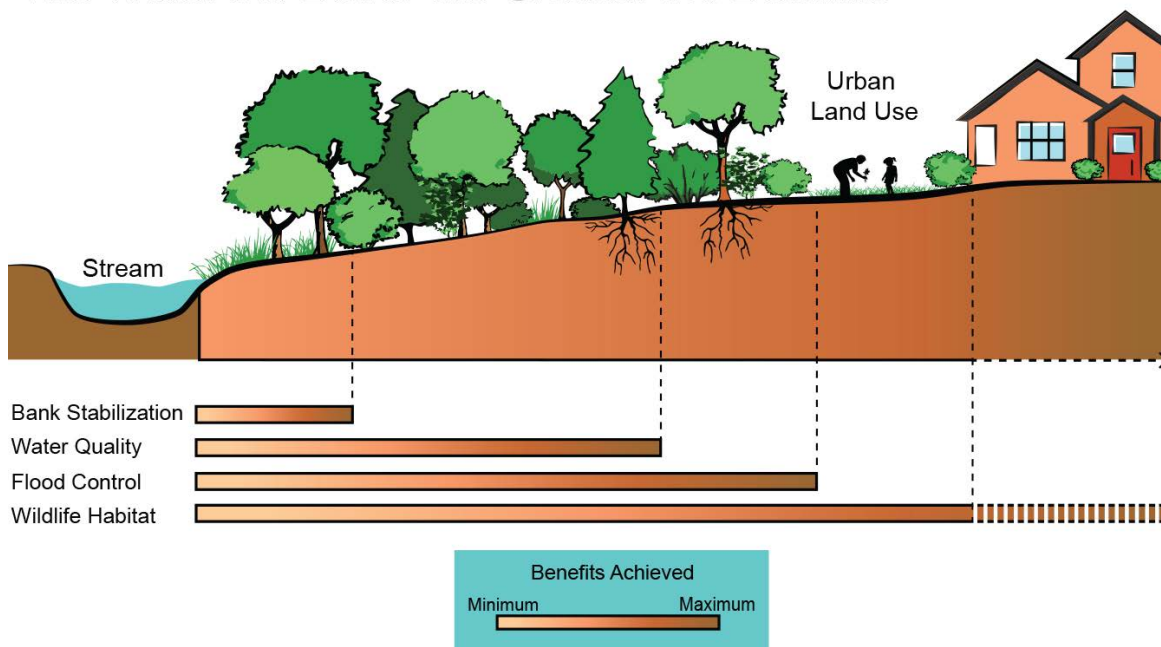 Urban
Land Use
Stream
Bank Stabilization
Water Quality
Flood Control
Wildlife Habitat
Benefits Achieved
Minimum
Maximum